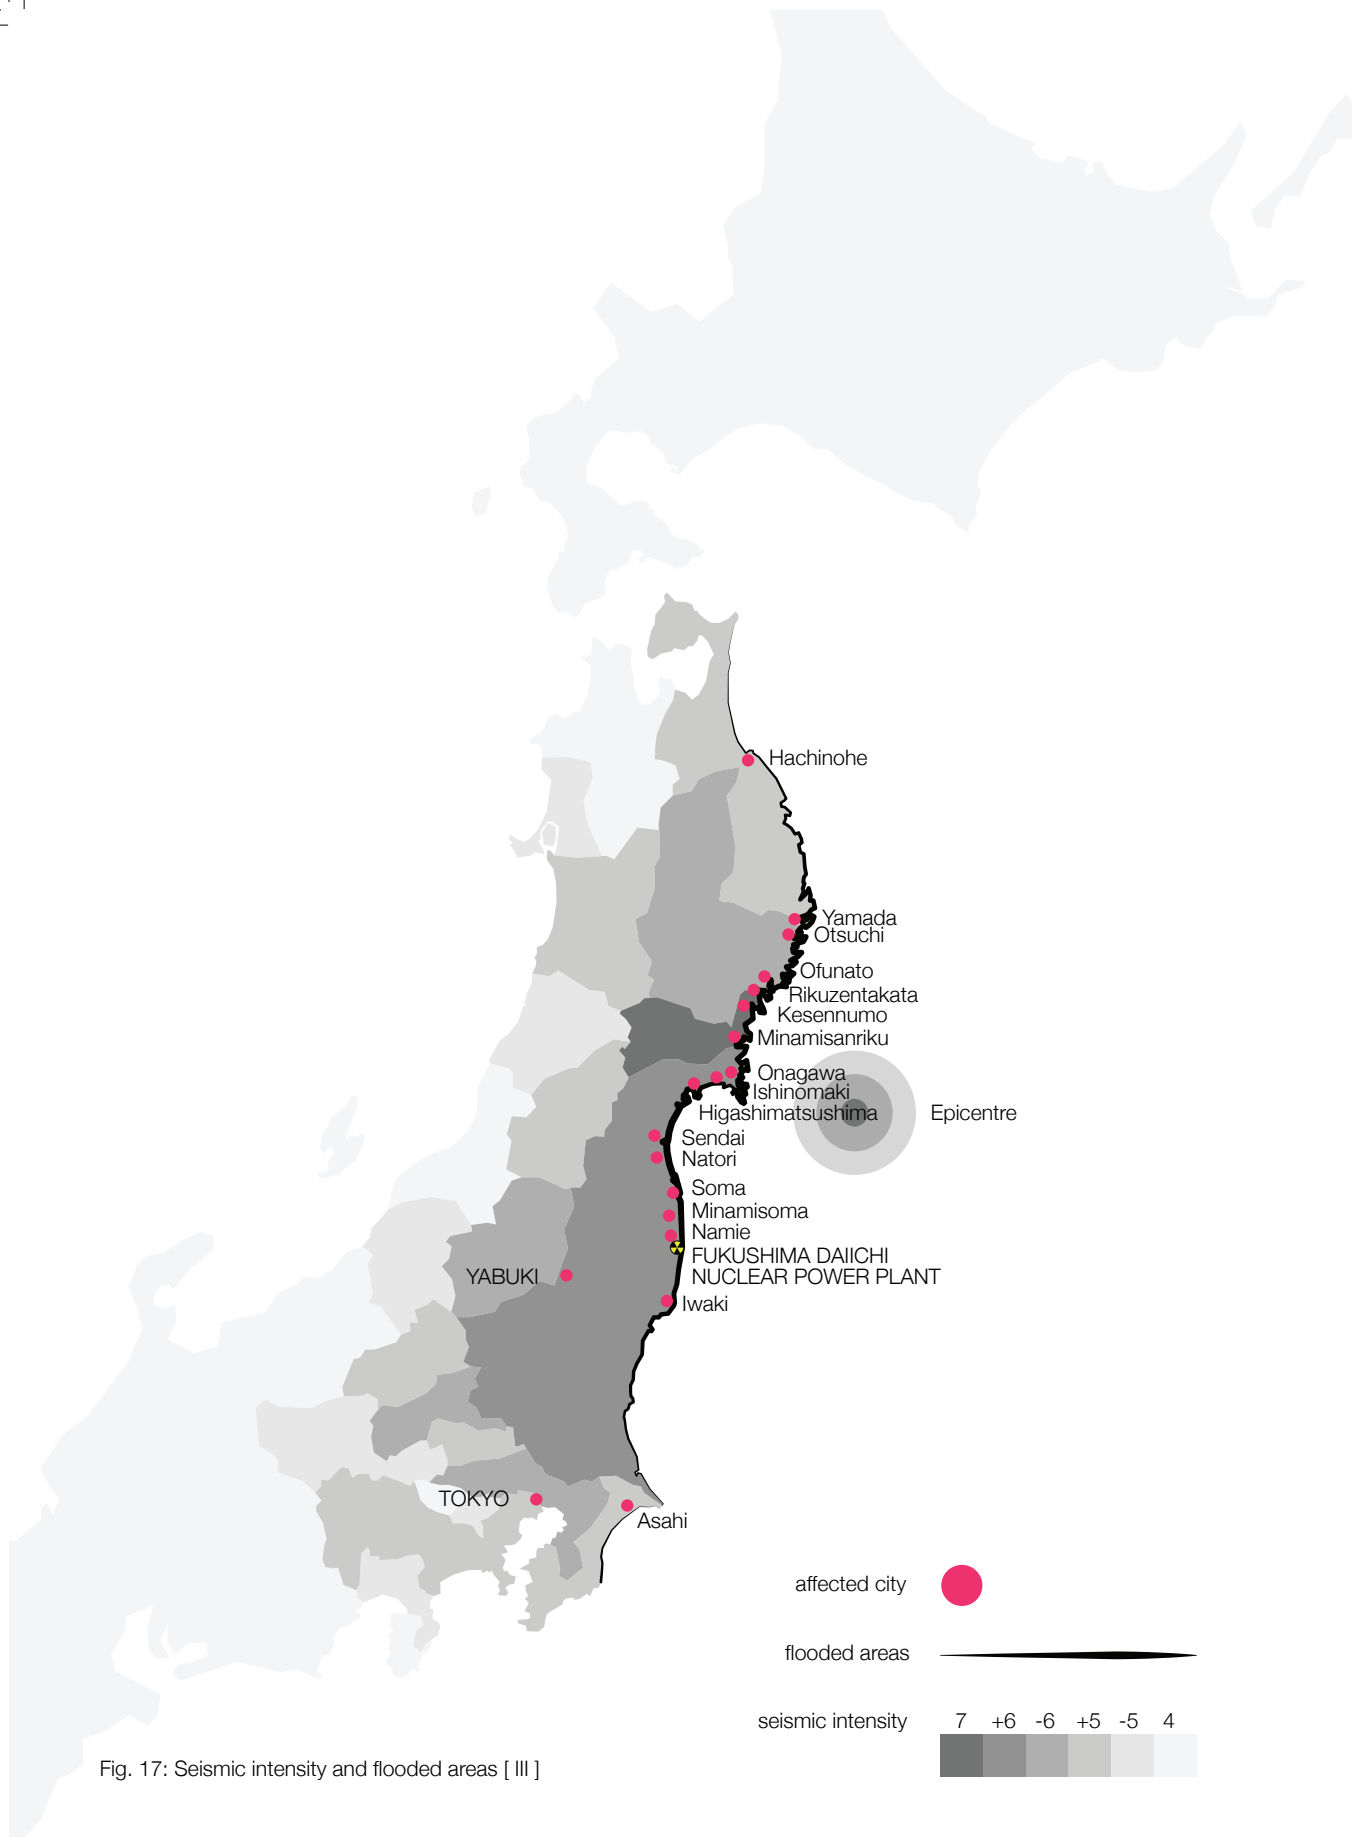 Hachinohe
Yamada
Otsuchi
Ofunato
Rikuzentakata
Kesennumo
Minamisanriku
Onagawa
Ishinomaki
Higashimatsushima
Epicentre
Sendai
Natori
Soma
Minamisoma
Namie
FUKUSHIMA DAIICHI
NUCLEAR POWER PLANT
YABUKI
Iwaki
TOKYO
Asahi
affected city
flooded areas
seismic intensity 7 +6 -6 +5 -5 4
Fig. 17: Seismic intensity and flooded areas [ III ]